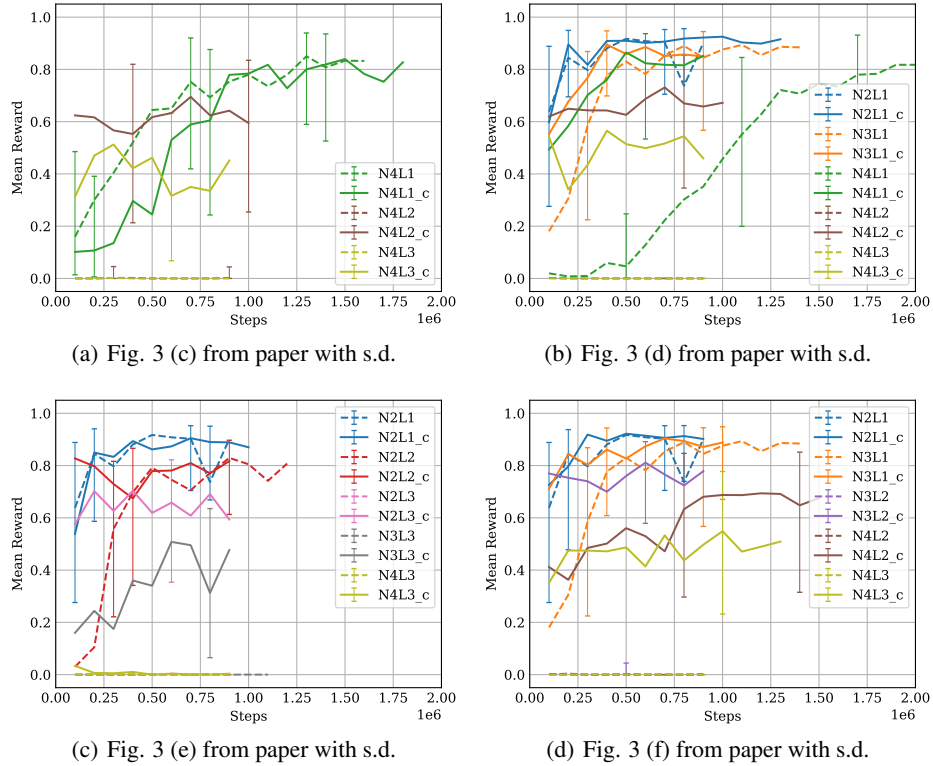 1.0
0.8
0.6
0.4
0.2
0.0
Mean Reward
0.00 0.25 0.50 0.75 1.00 1.25 1.50 1.75 2.00
Steps
1e6
N4L1
N4L1_c
N4L2
N4L2_c
N4L3
N4L3_c
(a) Fig. 3 (c) from paper with s.d.
1.0
0.8
0.6
0.4
0.2
0.0
Mean Reward
0.00 0.25 0.50 0.75 1.00 1.25 1.50 1.75 2.00
Steps
1e6
N2L1
N2L1_c
N3L1
N3L1_c
N4L1
N4L1_c
N4L2
N4L2_c
N4L3
N4L3_c
(b) Fig. 3 (d) from paper with s.d.
1.0
0.8
0.6
0.4
0.2
0.0
Mean Reward
0.00 0.25 0.50 0.75 1.00 1.25 1.50 1.75 2.00
Steps
1e6
N2L1
N2L1_c
N2L2
N2L2_c
N2L3
N2L3_c
N3L3
N3L3_c
N4L3
N4L3_c
(c) Fig. 3 (e) from paper with s.d.
1.0
0.8
0.6
0.4
0.2
0.0
Mean Reward
0.00 0.25 0.50 0.75 1.00 1.25 1.50 1.75 2.00
Steps
1e6
N2L1
N2L1_c
N3L1
N3L1_c
N3L2
N3L2_c
N4L2
N4L2_c
N4L3
N4L3_c
(d) Fig. 3 (f) from paper with s.d.